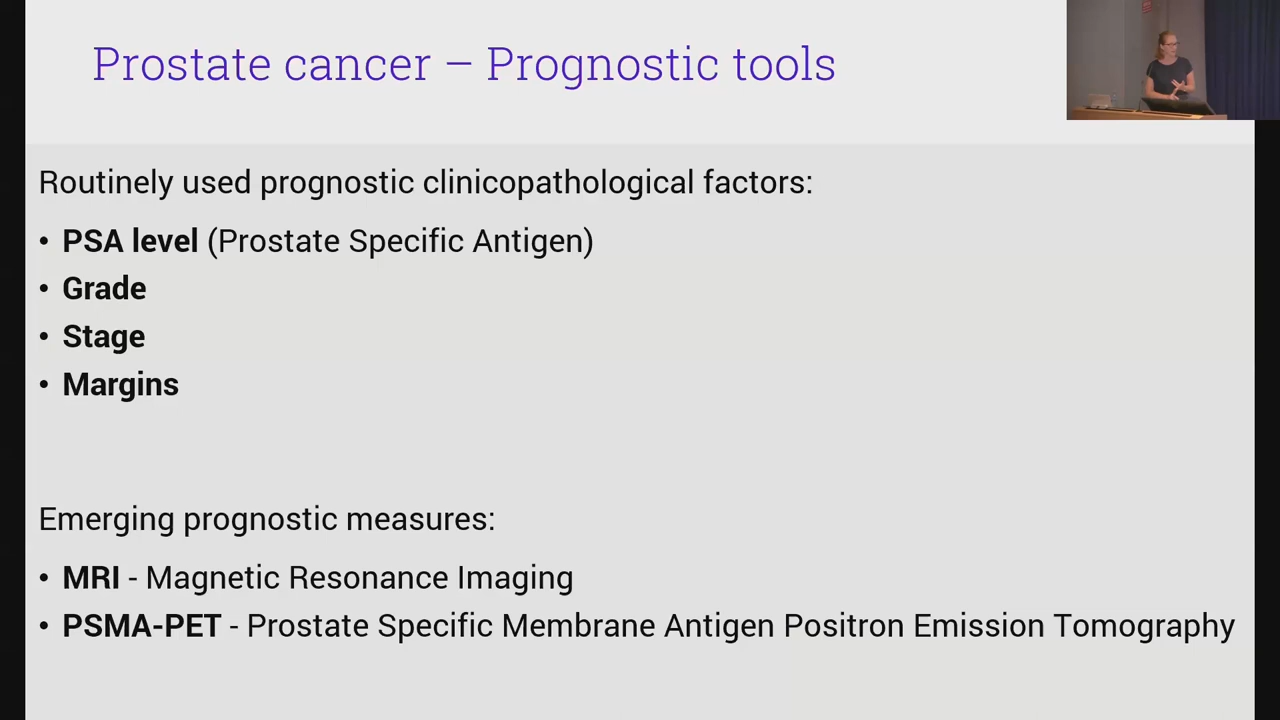 Prostate cancer – Prognostic tools
Routinely used prognostic clinicopathological factors:
• PSA level (Prostate Specific Antigen)
• Grade
• Stage
• Margins
Emerging prognostic measures:
• MRI - Magnetic Resonance Imaging
• PSMA-PET - Prostate Specific Membrane Antigen Positron Emission Tomography